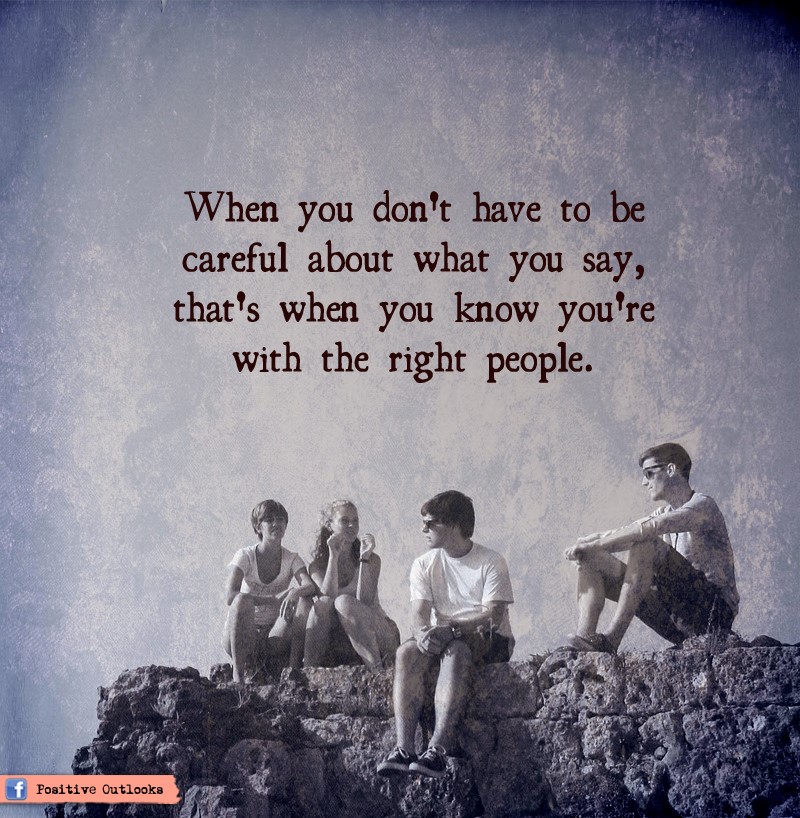 When you don't have to be
careful about what you say,
that's when you know you're
with the right people.
f Positive Outlooks